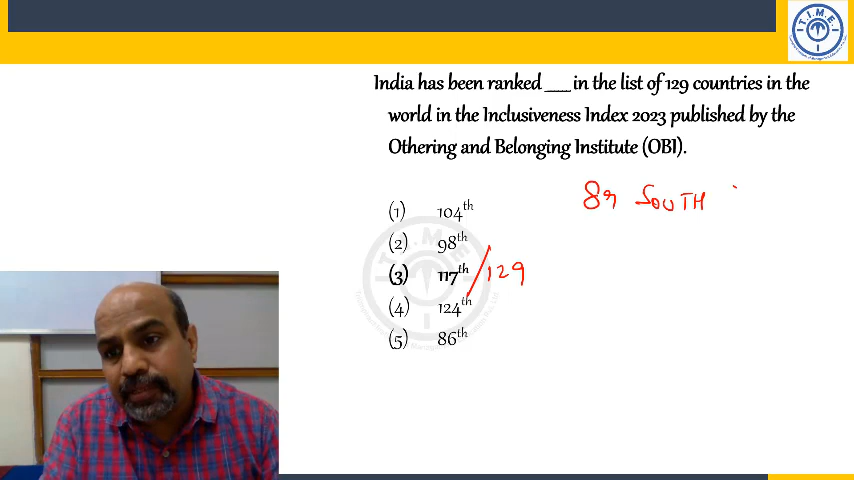 T.I.M.E.
India has been ranked ____ in the list of 129 countries in the
world in the Inclusiveness Index 2023 published by the
Othering and Belonging Institute (OBI).
SOUTH
(1) 104th
(2) 98th
(3) 117th /129
(4) 124th
(5) 86th